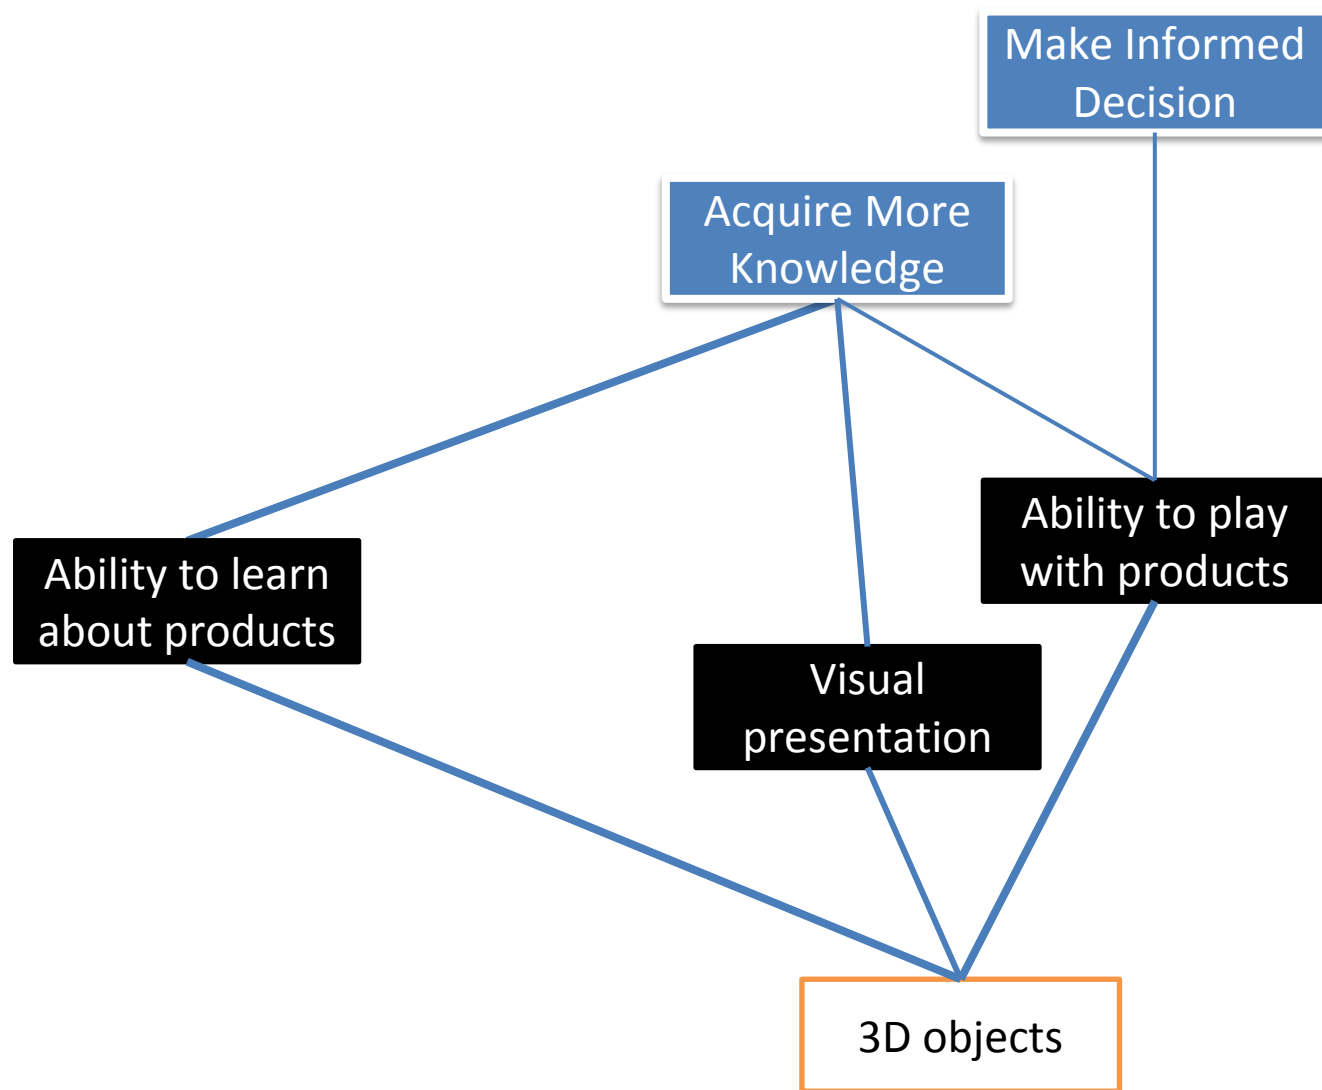 Make Informed
Decision
Acquire More
Knowledge
Ability to play
with products
Ability to learn
about products
Visual
presentation
3D objects